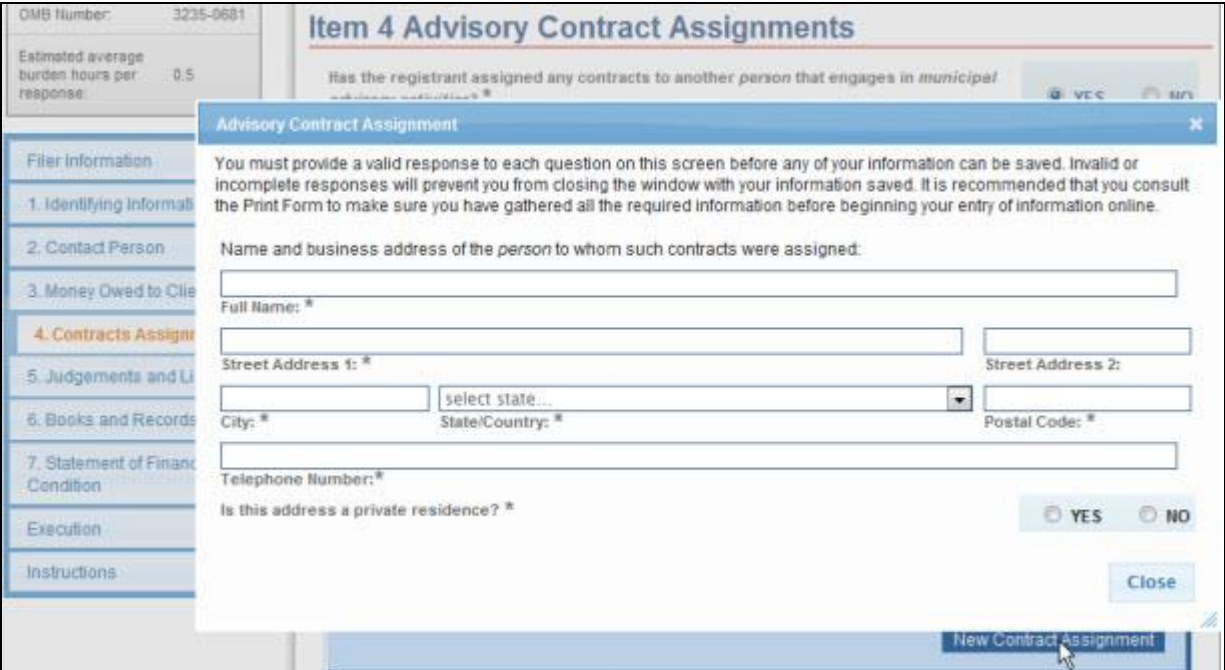 OMB Number: 3235-0681
Estimated average
burden hours per 0.5
response:
Item 4 Advisory Contract Assignments
Has the registrant assigned any contracts to another person that engages in municipal
advisory activities? *
YES NO
Filer Information
1. Identifying Informati
2. Contact Person
3. Money Owed to Clie
4. Contracts Assignm
5. Judgements and Li
6. Books and Records
7. Statement of Financ
Condition
Execution
Instructions
Advisory Contract Assignment
You must provide a valid response to each question on this screen before any of your information can be saved. Invalid or
incomplete responses will prevent you from closing the window with your information saved. It is recommended that you consult
the Print Form to make sure you have gathered all the required information before beginning your entry of information online.
Name and business address of the person to whom such contracts were assigned:
Full Name: *
Street Address 1: * Street Address 2:
select state...
City: * State/Country: * Postal Code: *
Telephone Number:*
Is this address a private residence? * YES NO
Close
New Contract Assignment